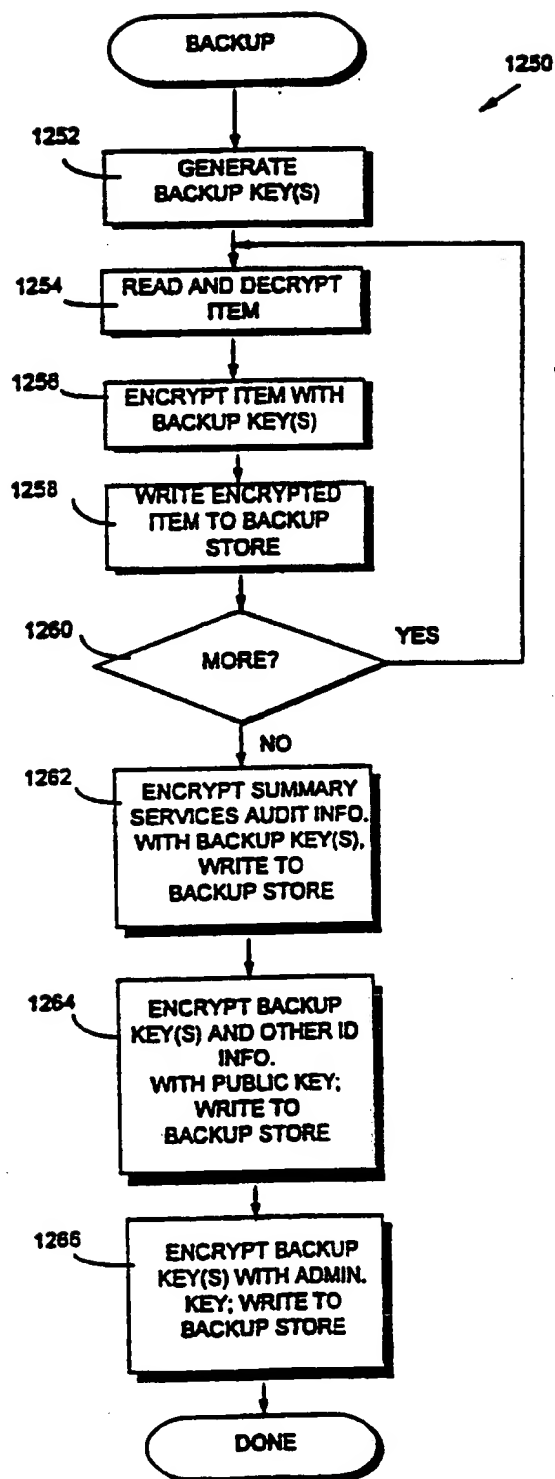 BACKUP
1250
1252
GENERATE
BACKUP KEY(S)
1254
READ AND DECRYPT
ITEM
1256
ENCRYPT ITEM WITH
BACKUP KEY(S)
1258
WRITE ENCRYPTED
ITEM TO BACKUP
STORE
1260
MORE?
YES
NO
1262
ENCRYPT SUMMARY
SERVICES AUDIT INFO.
WITH BACKUP KEY(S),
WRITE TO
BACKUP STORE
1264
ENCRYPT BACKUP
KEY(S) AND OTHER ID
INFO.
WITH PUBLIC KEY;
WRITE TO
BACKUP STORE
1266
ENCRYPT BACKUP
KEY(S) WITH ADMIN.
KEY; WRITE TO
BACKUP STORE
DONE